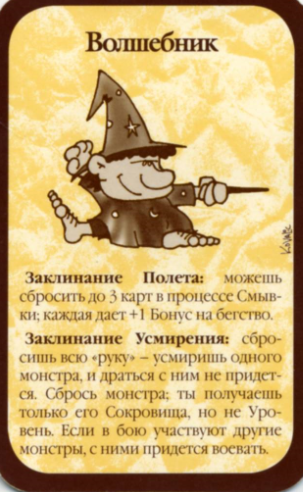 Волшебник
Kovalic
Заклинание Полета: можешь
сбросить до 3 карт в процессе Смыв-
ки; каждая дает +1 Бонус на бегство.
Заклинание Усмирения: сбро-
сишь всю «руку» – усмиришь одного
монстра, и драться с ним не придет-
ся. Сбрось монстра; ты получаешь
только его Сокровища, но не Уро-
вень. Если в бою участвуют другие
монстры, с ними придется воевать.